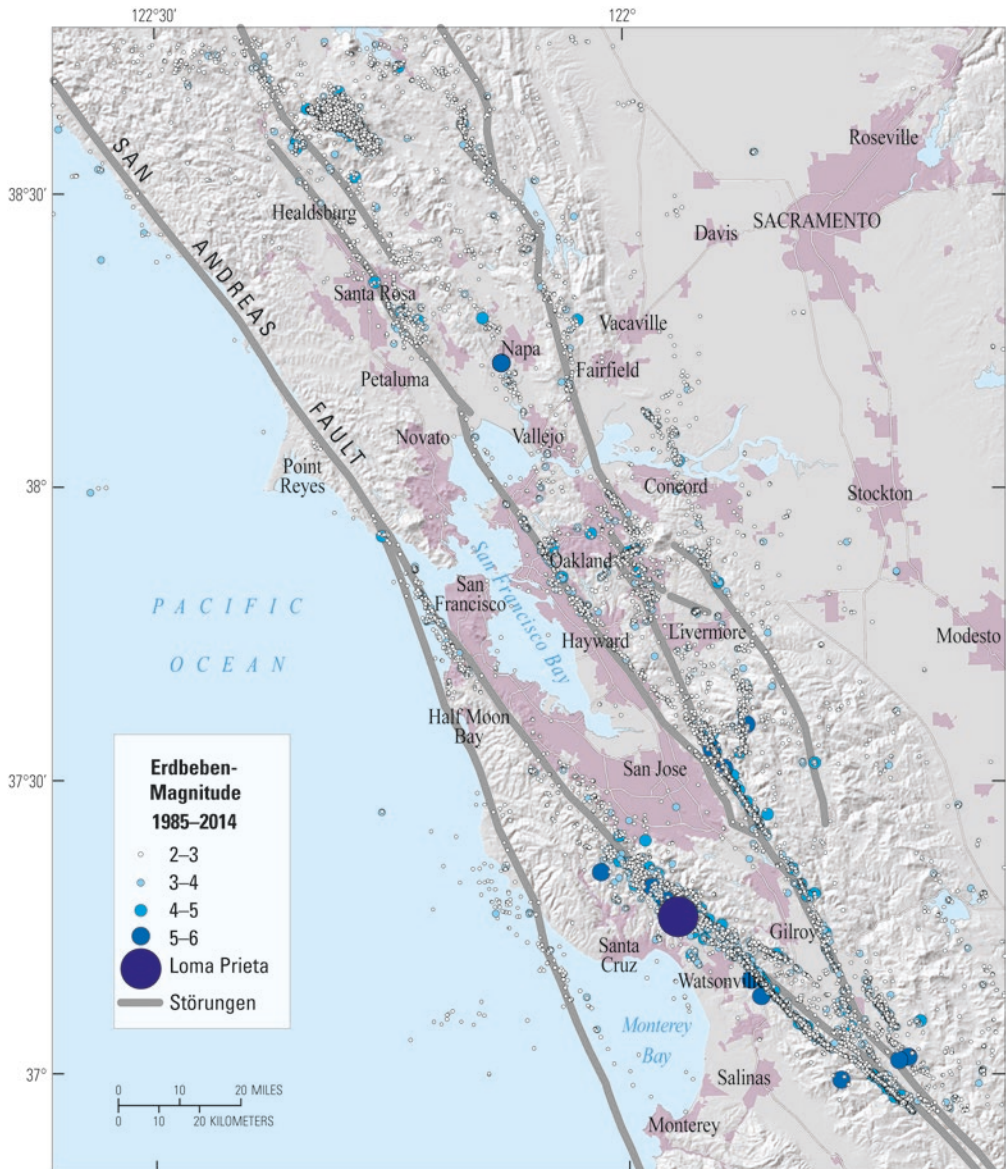 122°30'
122°
SAN
ANDREAS
FAULT
Roseville
38°30'
Healdsburg
SACRAMENTO
Davis
Santa Rosa
Vacaville
Napa
Fairfield
Petaluma
Novato
Vallejo
Point
Reyes
38°
Concord
Stockton
Oakland
San Francisco Bay
San
Francisco
PACIFIC
OCEAN
Hayward
Livermore
Modesto
Half Moon
Bay
San Jose
37°30'
Erdbeben-
Magnitude
1985–2014
2–3
3–4
4–5
5–6
Loma Prieta
Störungen
Santa
Cruz
Gilroy
Watsonville
Monterey
Bay
37°
Salinas
Monterey
0 10 20 MILES
0 10 20 KILOMETERS